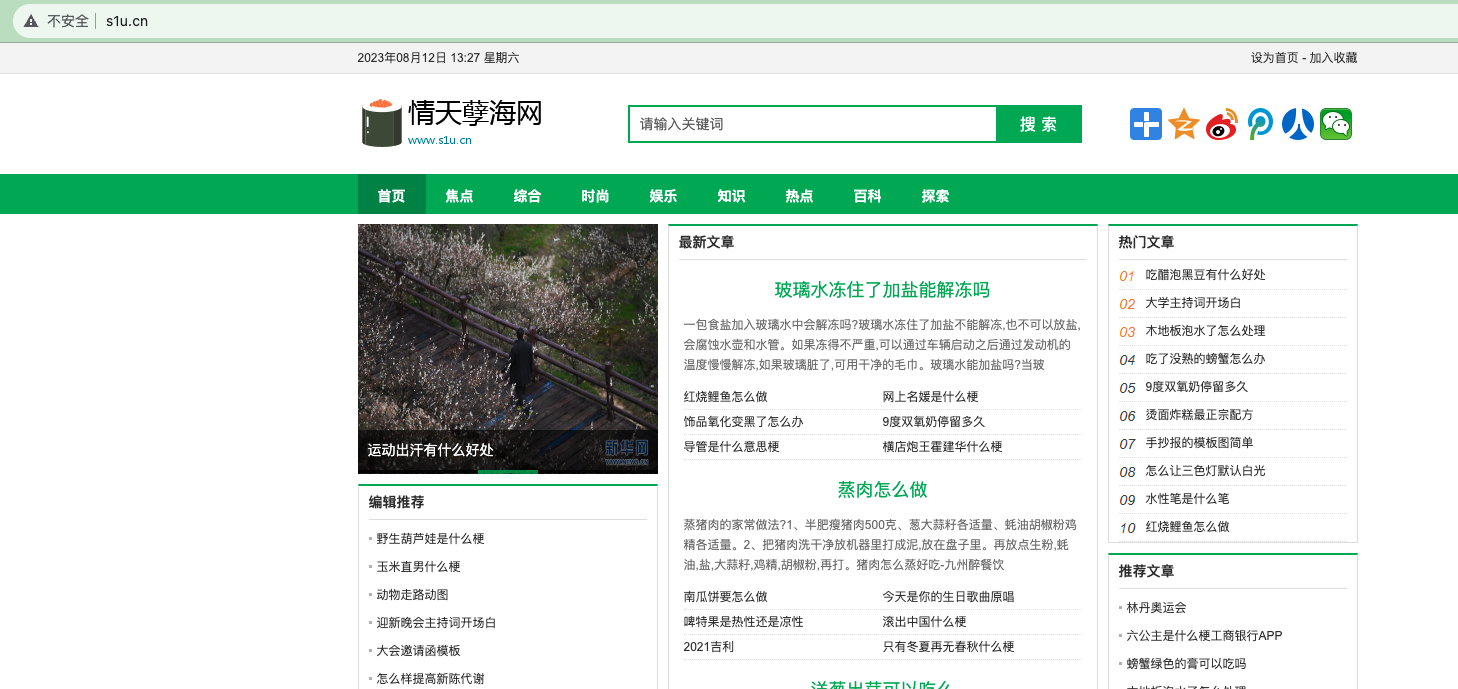 不安全 s1u.cn
2023年08月12日 13:27 星期六
设为首页 - 加入收藏
情天孽海网
www.s1u.cn
请输入关键词
搜 索
首页 焦点 综合 时尚 娱乐 知识 热点 百科 探索
运动出汗有什么好处
新华网
编辑推荐
野生葫芦娃是什么梗
玉米直男什么梗
动物走路动图
迎新晚会主持词开场白
大会邀请函模板
怎么样提高新陈代谢
最新文章
玻璃水冻住了加盐能解冻吗
一包食盐加入玻璃水中会解冻吗?玻璃水冻住了加盐不能解冻,也不可以放盐,
会腐蚀水壶和水管。如果冻得不严重,可以通过车辆启动之后通过发动机的
温度慢慢解冻,如果玻璃脏了,可用干净的毛巾。玻璃水能加盐吗?当玻
红烧鲤鱼怎么做 网上名媛是什么梗
饰品氧化变黑了怎么办 9度双氧奶停留多久
导管是什么意思梗 横店炮王霍建华什么梗
蒸肉怎么做
蒸猪肉的家常做法?1、半肥瘦猪肉500克、葱大蒜籽各适量、蚝油胡椒粉鸡
精各适量。2、把猪肉洗干净放机器里打成泥,放在盘子里。再放点生粉,蚝
油,盐,大蒜籽,鸡精,胡椒粉,再打。猪肉怎么蒸好吃-九州醉餐饮
南瓜饼要怎么做 今天是你的生日歌曲原唱
啤特果是热性还是凉性 滚出中国什么梗
2021吉利 只有冬夏再无春秋什么梗
洋葱出芽可以吃么
热门文章
01 吃醋泡黑豆有什么好处
02 大学主持词开场白
03 木地板泡水了怎么处理
04 吃了没熟的螃蟹怎么办
05 9度双氧奶停留多久
06 烫面炸糕最正宗配方
07 手抄报的模板图简单
08 怎么让三色灯默认白光
09 水性笔是什么笔
10 红烧鲤鱼怎么做
推荐文章
林丹奥运会
六公主是什么梗工商银行APP
螃蟹绿色的膏可以吃吗
木地板泡水了怎么处理